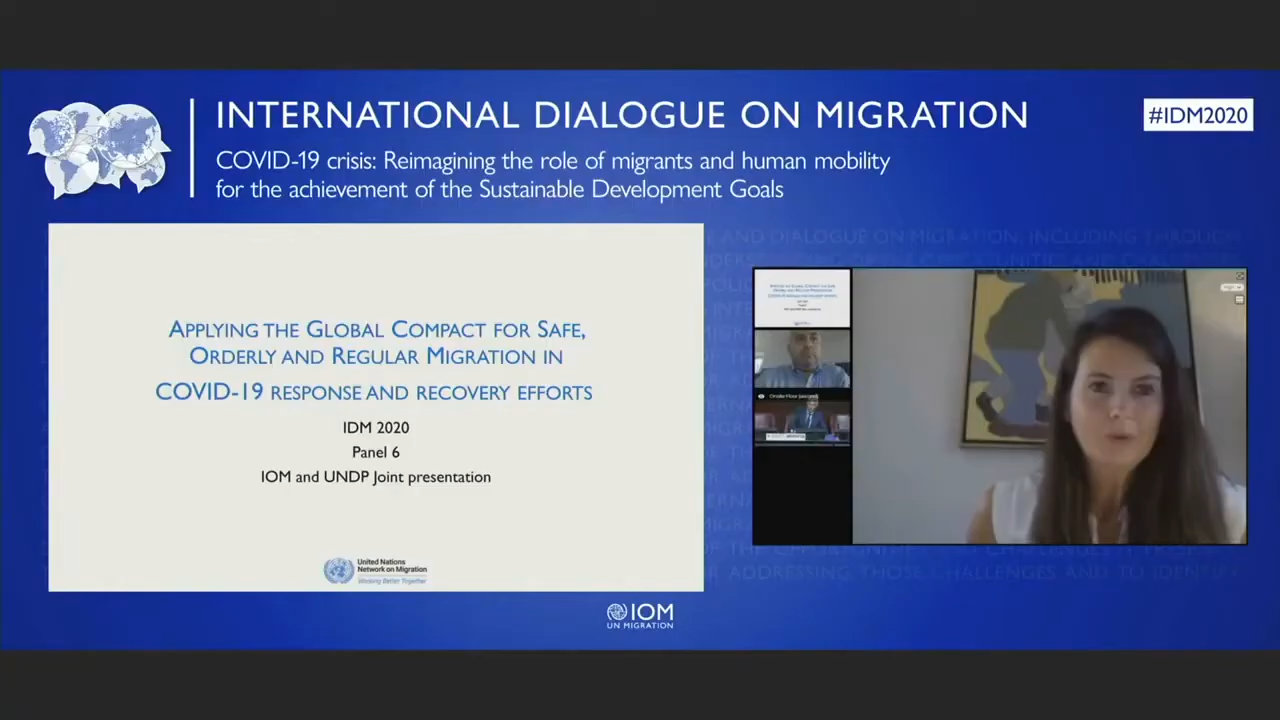 INTERNATIONAL DIALOGUE ON MIGRATION
#IDM2020
COVID-19 crisis: Reimagining the role of migrants and human mobility
for the achievement of the Sustainable Development Goals
APPLYING THE GLOBAL COMPACT FOR SAFE,
ORDERLY AND REGULAR MIGRATION IN
COVID-19 RESPONSE AND RECOVERY EFFORTS
IDM 2020
Panel 6
IOM and UNDP Joint presentation
United Nations
Network on Migration
Working Better Together
IOM
UN MIGRATION